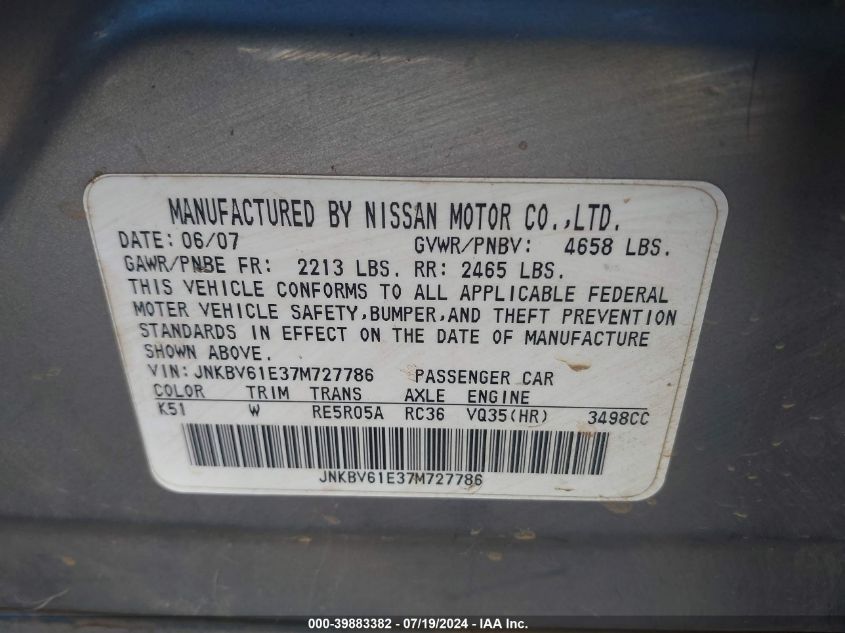 MANUFACTURED BY NISSAN MOTOR CO.,LTD.
DATE: 06/07 GVWR/PNBV: 4658 LBS.
GAWR/PNBE FR: 2213 LBS. RR: 2465 LBS.
THIS VEHICLE CONFORMS TO ALL APPLICABLE FEDERAL
MOTER VEHICLE SAFETY,BUMPER,AND THEFT PREVENTION
STANDARDS IN EFFECT ON THE DATE OF MANUFACTURE
SHOWN ABOVE.
VIN: JNKBV61E37M727786 PASSENGER CAR
COLOR TRIM TRANS AXLE ENGINE
K51 W RE5R05A RC36 VQ35(HR) 3498CC
JNKBV61E37M727786
000-39883382 - 07/19/2024 - IAA Inc.